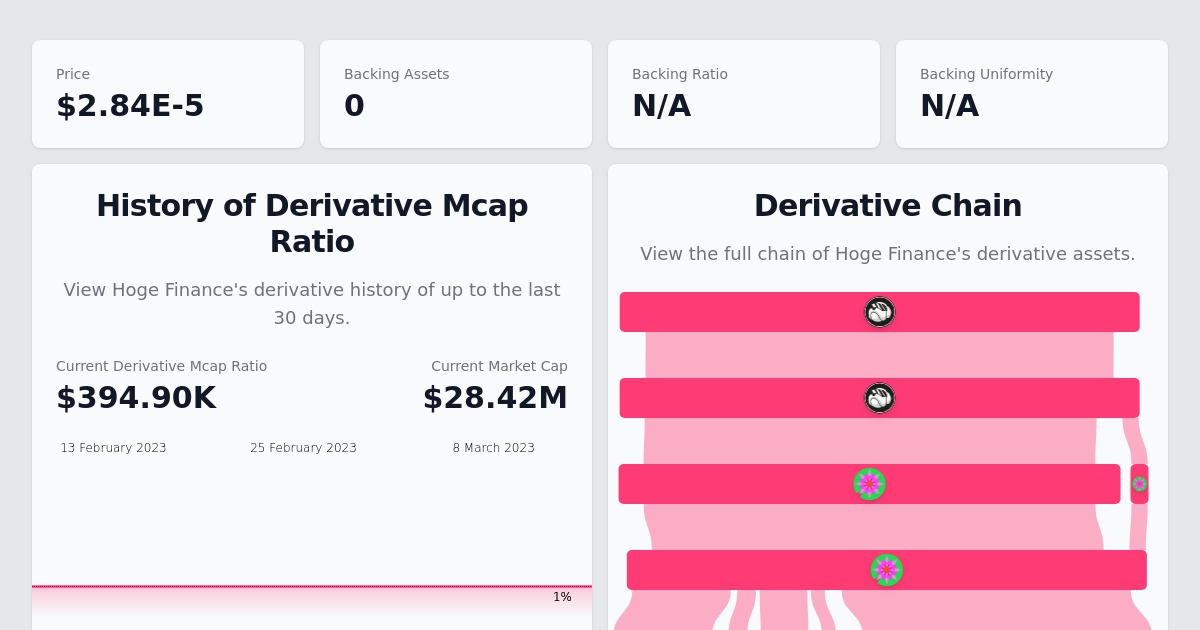 Price
$2.84E-5
Backing Assets
0
Backing Ratio
N/A
Backing Uniformity
N/A
History of Derivative Mcap
Ratio
View Hoge Finance's derivative history of up to the last
30 days.
Current Derivative Mcap Ratio
$394.90K
Current Market Cap
$28.42M
13 February 2023
25 February 2023
8 March 2023
1%
Derivative Chain
View the full chain of Hoge Finance's derivative assets.